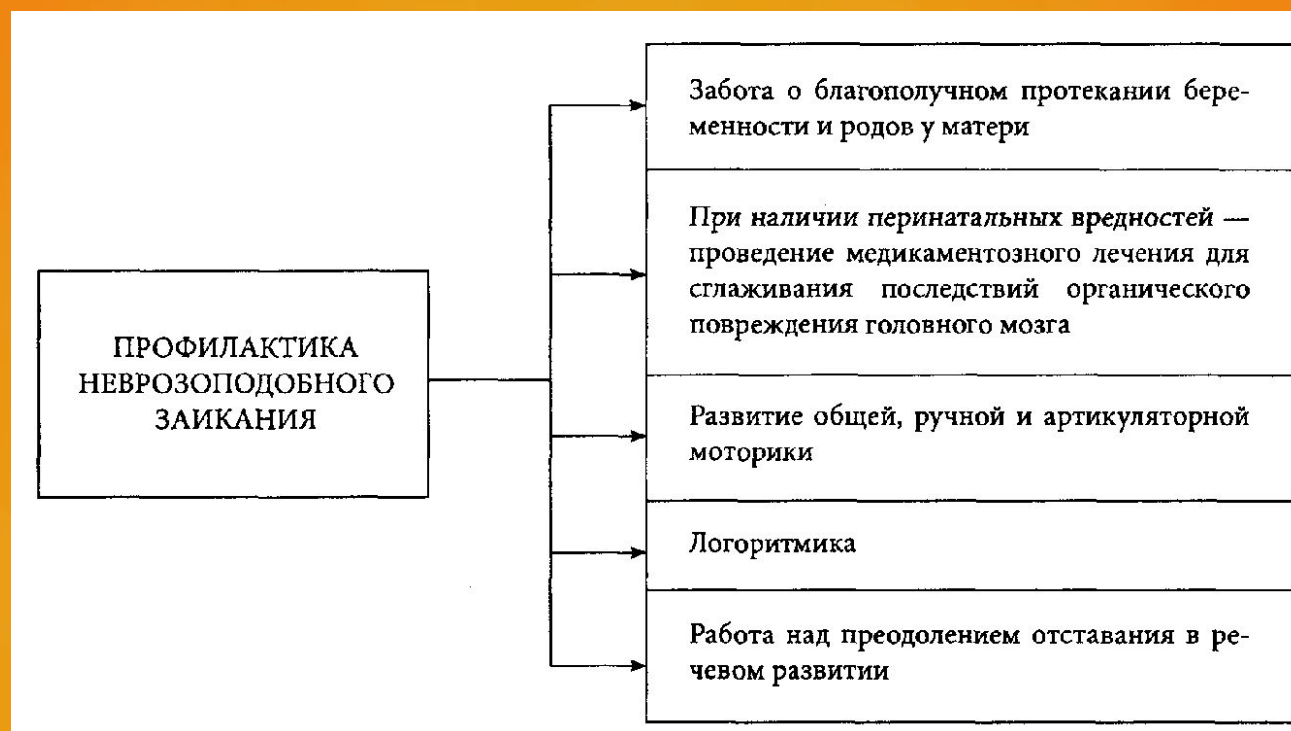 ПРОФИЛАКТИКА
НЕВРОЗОПОДОБНОГО
ЗАИКАНИЯ
Забота о благополучном протекании бере-
менности и родов у матери
При наличии перинатальных вредностей —
проведение медикаментозного лечения для
сглаживания последствий органического
повреждения головного мозга
Развитие общей, ручной и артикуляторной
моторики
Логоритмика
Работа над преодолением отставания в ре-
чевом развитии